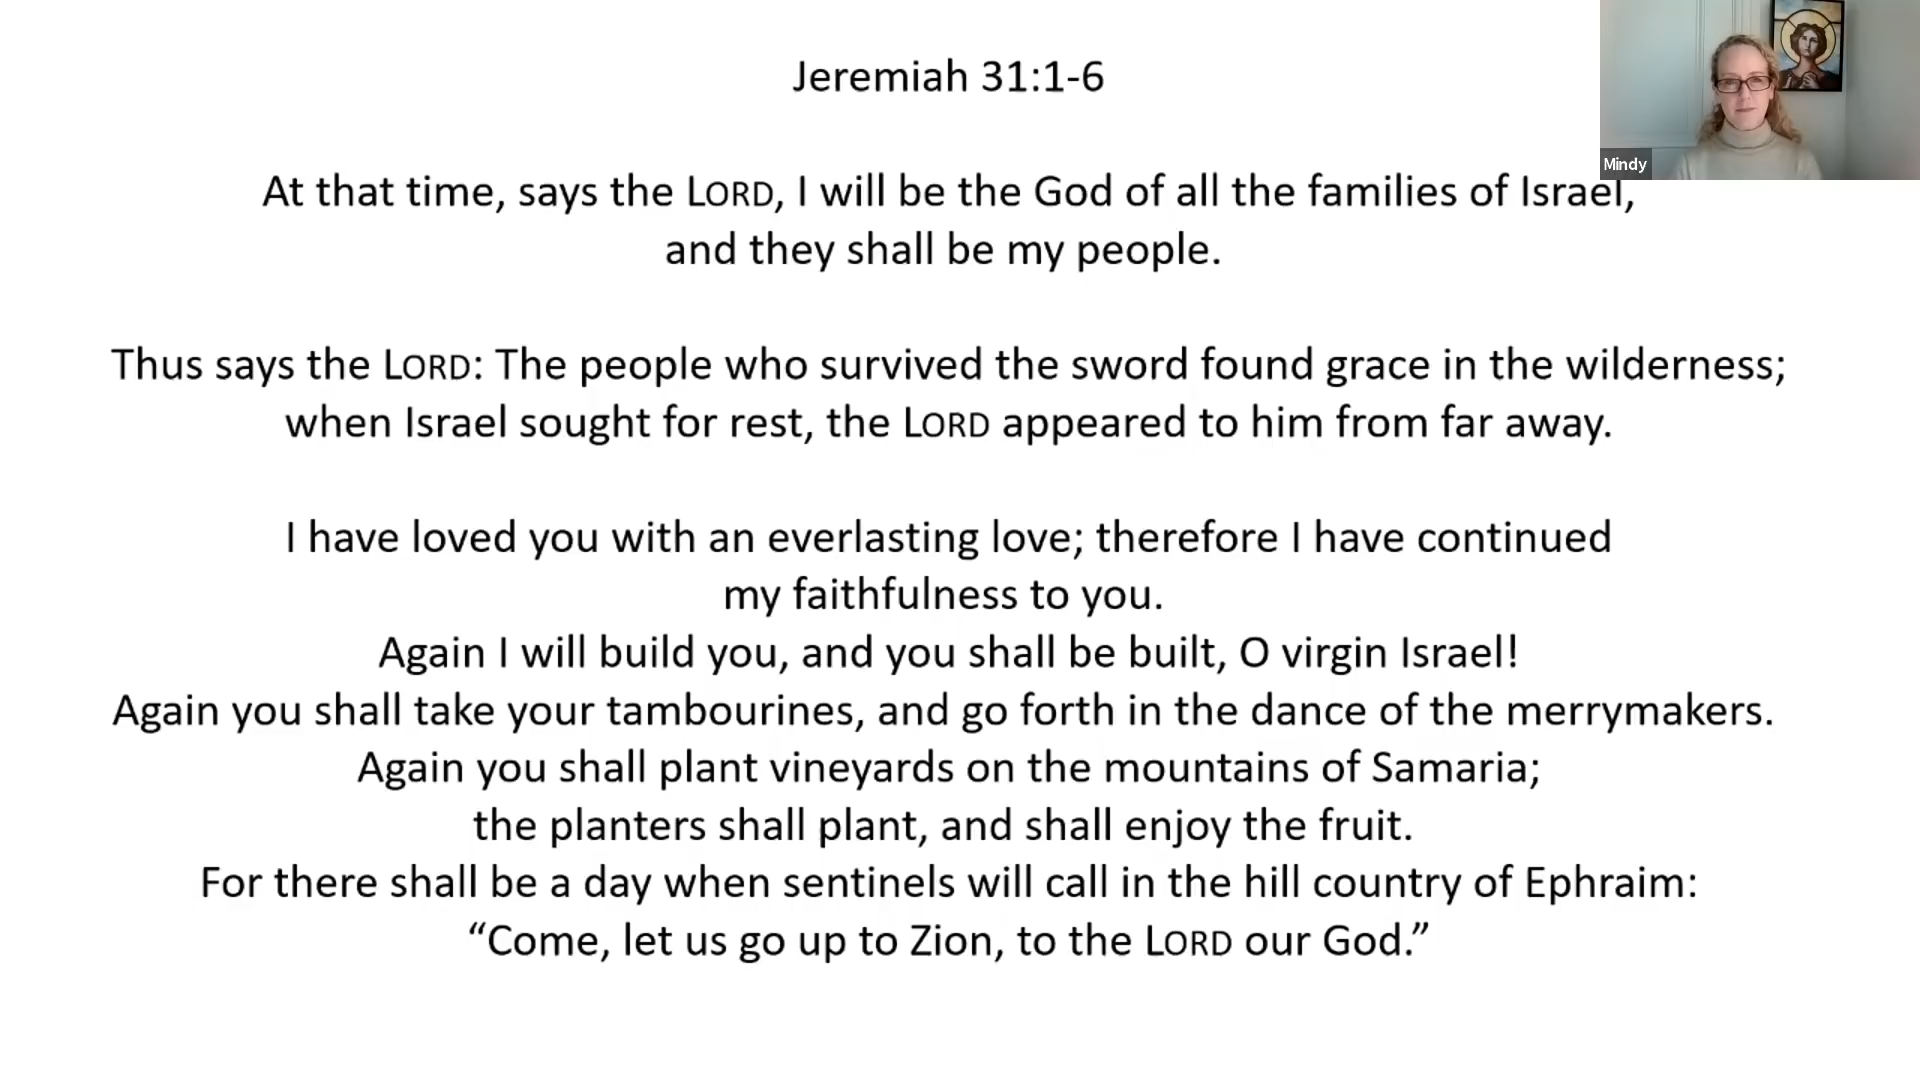 Jeremiah 31:1-6
Mindy
At that time, says the LORD, I will be the God of all the families of Israel,
and they shall be my people.
Thus says the LORD: The people who survived the sword found grace in the wilderness;
when Israel sought for rest, the LORD appeared to him from far away.
I have loved you with an everlasting love; therefore I have continued
my faithfulness to you.
Again I will build you, and you shall be built, O virgin Israel!
Again you shall take your tambourines, and go forth in the dance of the merrymakers.
Again you shall plant vineyards on the mountains of Samaria;
the planters shall plant, and shall enjoy the fruit.
For there shall be a day when sentinels will call in the hill country of Ephraim:
“Come, let us go up to Zion, to the LORD our God.”